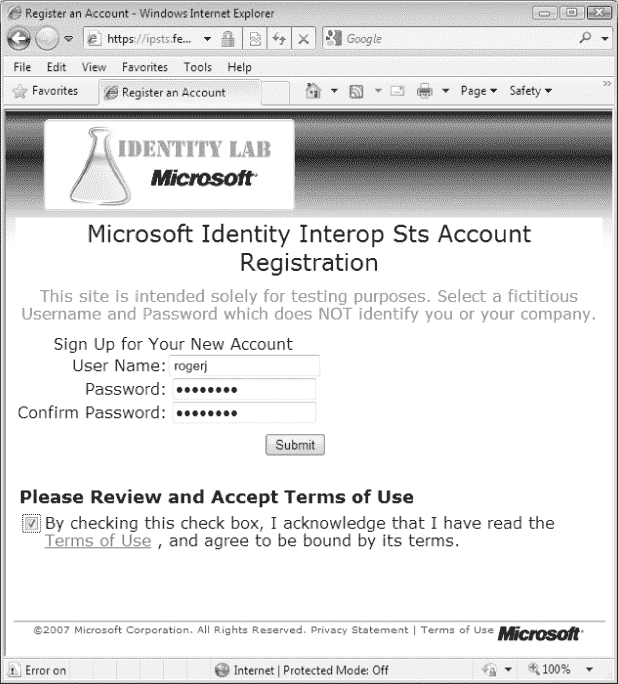 Register an Account - Windows Internet Explorer
https://ipsts.fe...
Google
File Edit View Favorites Tools Help
Favorites Register an Account Page Safety »
IDENTITY LAB
Microsoft
Microsoft Identity Interop Sts Account
Registration
This site is intended solely for testing purposes. Select a fictitious
Username and Password which does NOT identify you or your company.
Sign Up for Your New Account
User Name: rogerj
Password: ••••••••
Confirm Password: ••••••••
Submit
Please Review and Accept Terms of Use
By checking this check box, I acknowledge that I have read the
Terms of Use , and agree to be bound by its terms.
©2007 Microsoft Corporation. All Rights Reserved. Privacy Statement | Terms of Use Microsoft
Error on Internet | Protected Mode: Off 100%